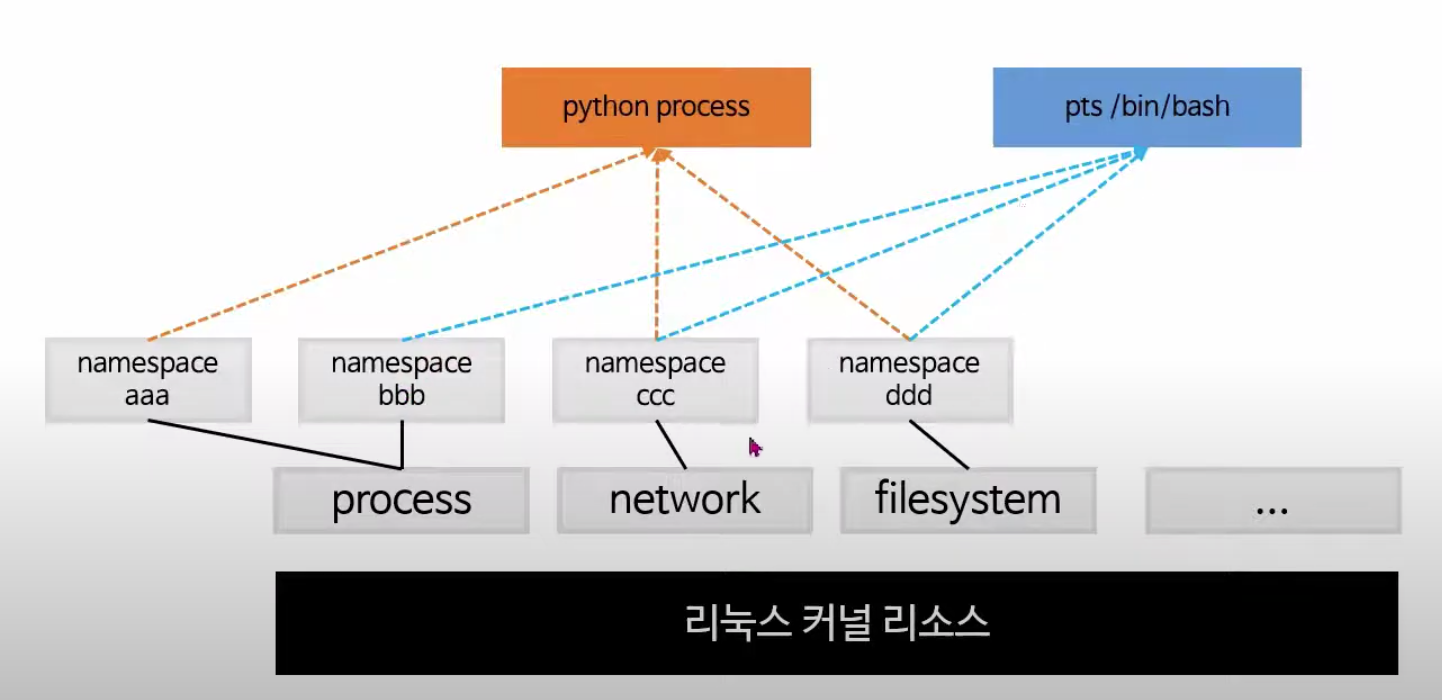 python process
pts /bin/bash
namespace
aaa
namespace
bbb
namespace
ccc
namespace
ddd
process
network
filesystem
...
리눅스 커널 리소스